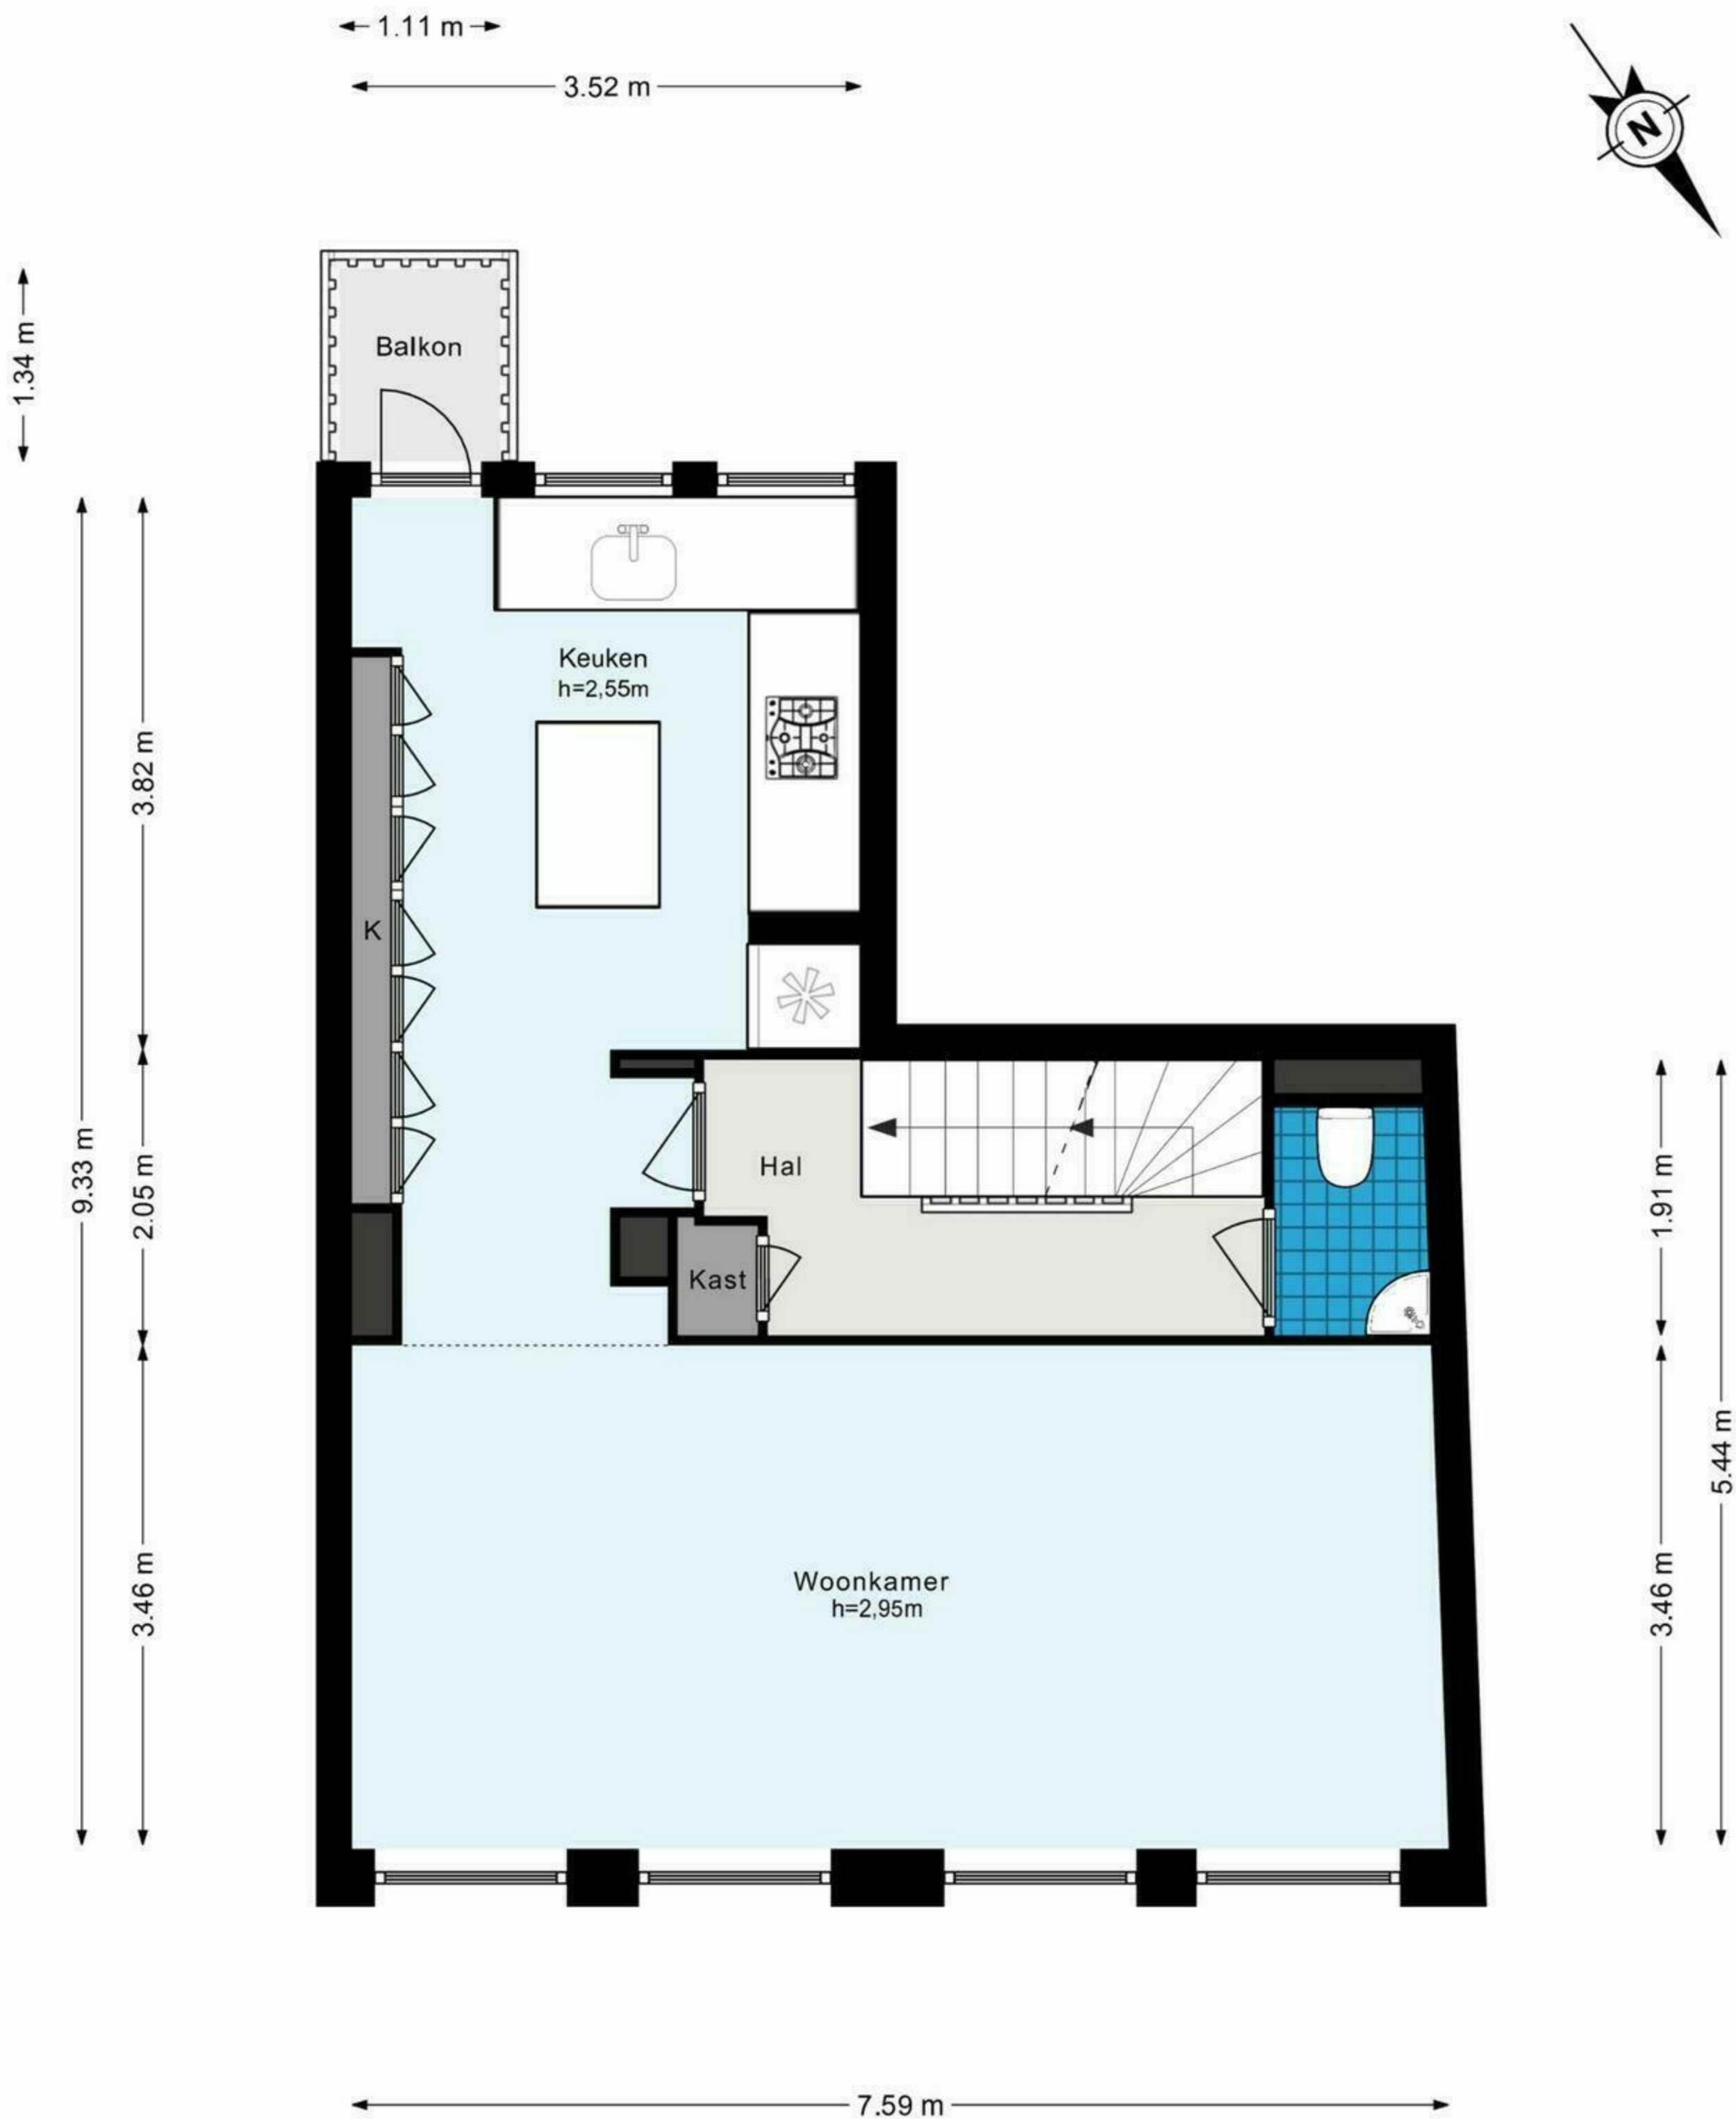 1.11 m
3.52 m
N
1.34 m
Balkon
Keuken
h=2,55m
3.82 m
K
9.33 m
2.05 m
Hal
1.91 m
Kast
5.44 m
Woonkamer
h=2,95m
3.46 m
3.46 m
7.59 m